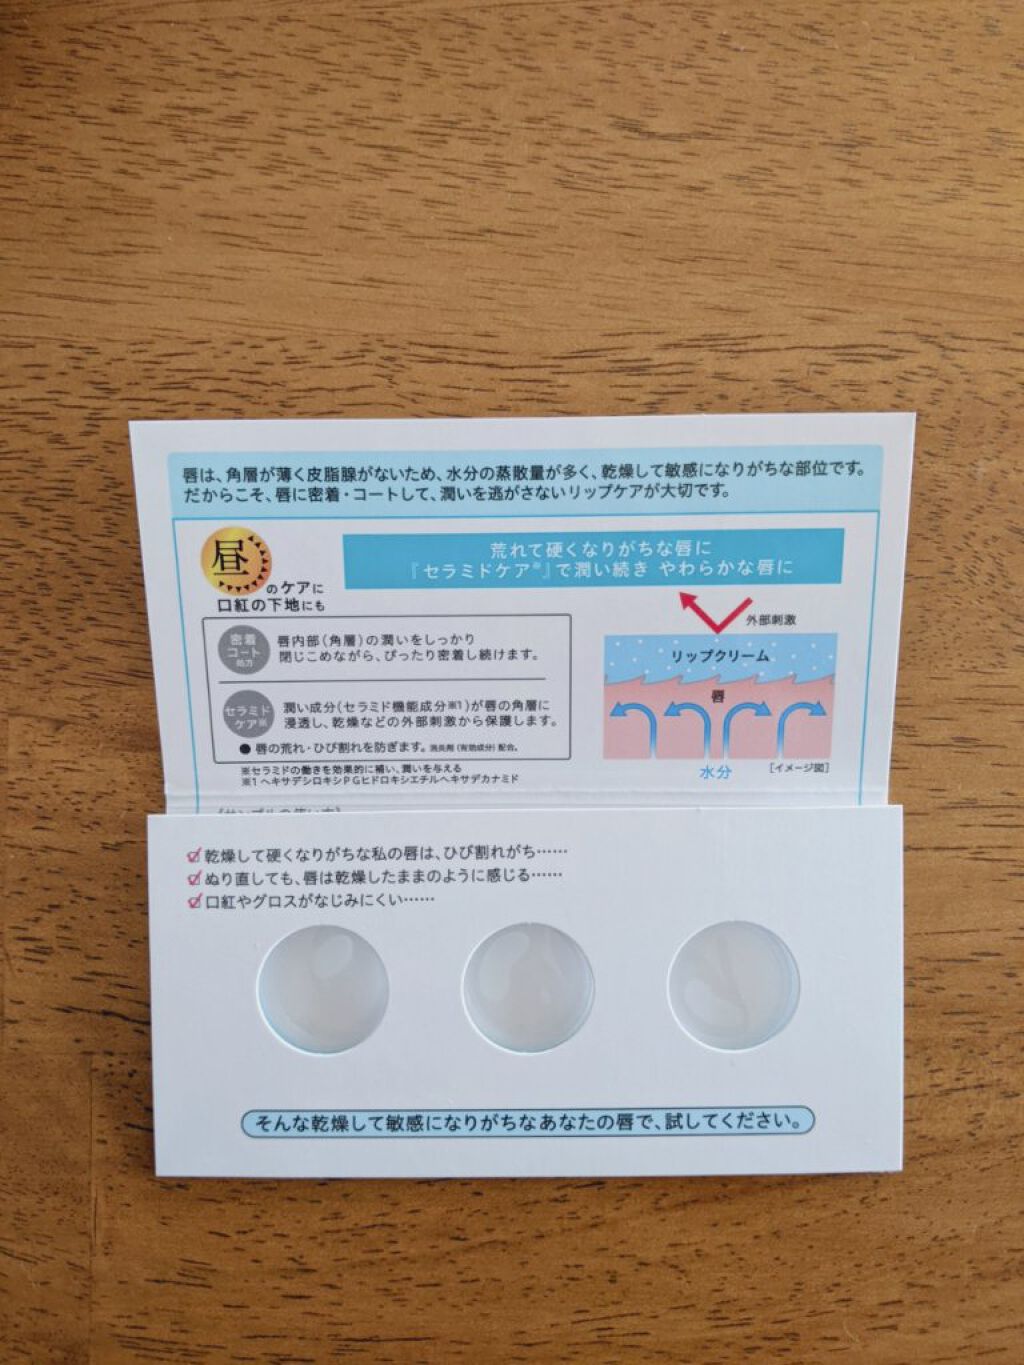 唇は、角層が薄く皮脂腺がないため、水分の蒸散量が多く、乾燥して敏感になりがちな部位です。
だからこそ、唇に密着・コートして、潤いを逃がさないリップケアが大切です。
昼
のケアに
口紅の下地にも
荒れて硬くなりがちな唇に
『セラミドケア※』で潤い続き やわらかな唇に
密着
コート
処方
唇内部(角層)の潤いをしっかり
閉じこめながら、ぴったり密着し続けます。
セラミド
ケア※
潤い成分(セラミド機能成分※1)が唇の角層に
浸透し、乾燥などの外部刺激から保護します。
●唇の荒れ・ひび割れを防ぎます。消炎剤(有効成分)配合。
外部刺激
リップクリーム
唇
水分
[イメージ図]
※セラミドの働きを効果的に補い、潤いを与える
※1 ヘキサデシロキシPGヒドロキシエチルヘキサデカナミド
乾燥して硬くなりがちな私の唇は、ひび割れがち……
ぬり直しても、唇は乾燥したままのように感じる……
口紅やグロスがなじみにくい……
そんな乾燥して敏感になりがちなあなたの唇で、試してください。